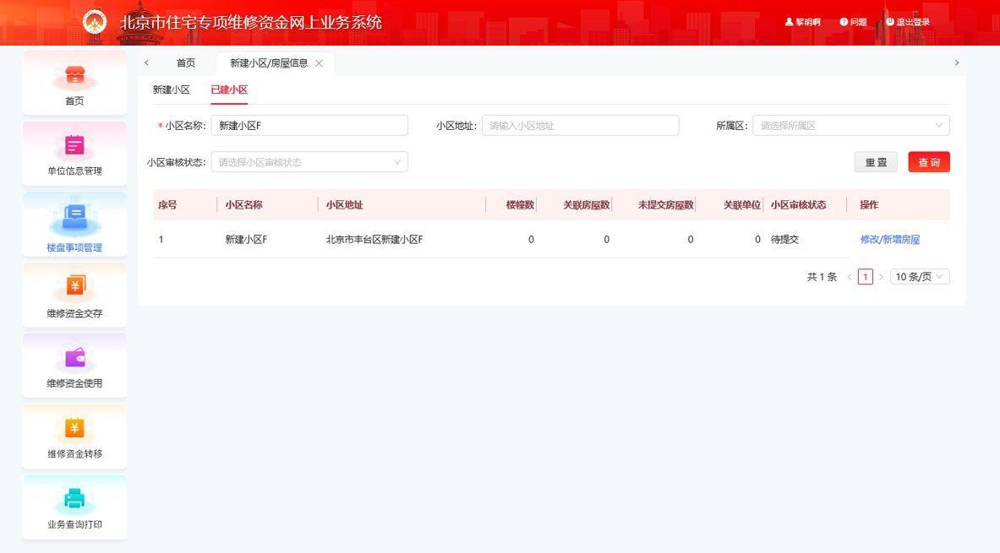 北京市住宅专项维修资金网上业务系统
黎明啊
问题
退出登录
首页
新建小区/房屋信息
首页
单位信息管理
楼盘事项管理
维修资金交存
维修资金使用
维修资金转移
业务查询打印
新建小区
已建小区
* 小区名称: 新建小区F
小区地址: 请输入小区地址
所属区: 请选择所属区
小区审核状态: 请选择小区审核状态
重 置
查 询
序号 小区名称 小区地址 楼幢数 关联房屋数 未提交房屋数 关联单位 小区审核状态 操作
1 新建小区F 北京市丰台区新建小区F 0 0 0 0 待提交 修改/新增房屋
共 1 条 < 1 > 10 条/页